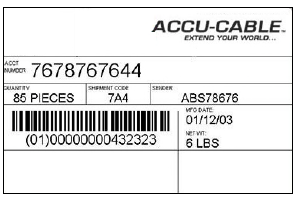 ACCU-CABLE™
EXTEND YOUR WORLD...
ACCT
NUMBER 7678767644
QUANTITY SHIPMENT CODE SENDER
85 PIECES 7A4 ABS78676
MFG DATE:
01/12/03
(01)00000000432323
NET WT:
6 LBS